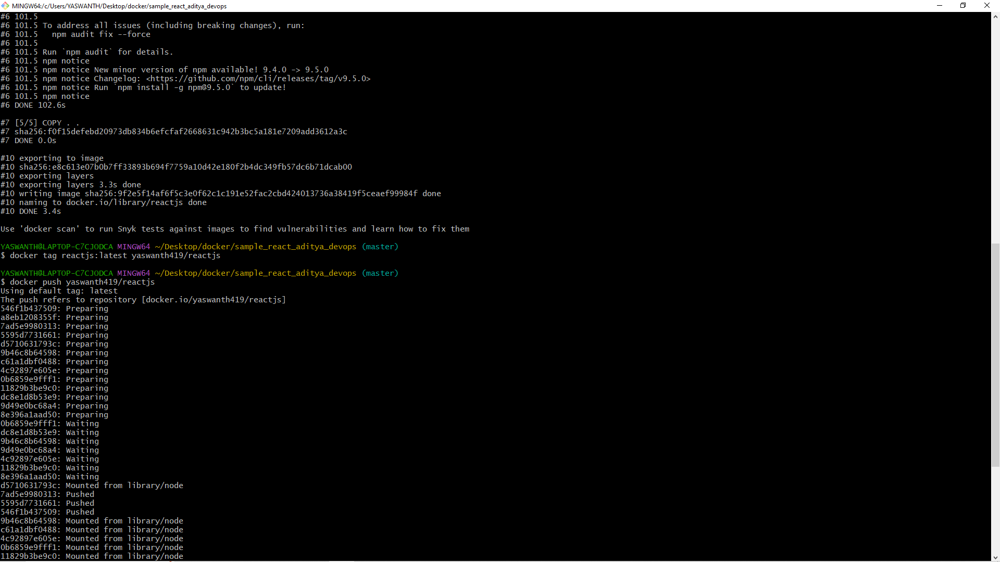 MINGW64:/c/Users/YASWANTH/Desktop/docker/sample_react_aditya_devops
#6 101.5
#6 101.5 To address all issues (including breaking changes), run:
#6 101.5   npm audit fix --force
#6 101.5
#6 101.5 Run `npm audit` for details.
#6 101.5 npm notice
#6 101.5 npm notice New minor version of npm available! 9.4.0 -> 9.5.0
#6 101.5 npm notice Changelog: <https://github.com/npm/cli/releases/tag/v9.5.0>
#6 101.5 npm notice Run `npm install -g npm@9.5.0` to update!
#6 101.5 npm notice
#6 DONE 102.6s
#7 [5/5] COPY . .
#7 sha256:f0f15defebd20973db834b6efcfaf2668631c942b3bc5a181e7209add3612a3c
#7 DONE 0.0s
#10 exporting to image
#10 sha256:e8c613e07b0b7ff33893b694f7759a10d42e180f2b4dc349fb57dc6b71dcab00
#10 exporting layers
#10 exporting layers 3.3s done
#10 writing image sha256:9f2e5f14af6f5c3e0f62c1c191e52fac2cbd424013736a38419f5ceaef99984f done
#10 naming to docker.io/library/reactjs done
#10 DONE 3.4s
Use 'docker scan' to run Snyk tests against images to find vulnerabilities and learn how to fix them
YASWANTH@LAPTOP-C7CJODCA MINGW64 ~/Desktop/docker/sample_react_aditya_devops (master)
$ docker tag reactjs:latest yaswanth419/reactjs
YASWANTH@LAPTOP-C7CJODCA MINGW64 ~/Desktop/docker/sample_react_aditya_devops (master)
$ docker push yaswanth419/reactjs
Using default tag: latest
The push refers to repository [docker.io/yaswanth419/reactjs]
546f1b437509: Preparing
a8eb1208355f: Preparing
7ad5e9980313: Preparing
5595d7731661: Preparing
d5710631793c: Preparing
9b46c8b64598: Preparing
c61a1dbf0488: Preparing
4c92897e605e: Preparing
0b6859e9fff1: Preparing
11829b3be9c0: Preparing
dc8e1d8b53e9: Preparing
9d49e0bc68a4: Preparing
8e396a1aad50: Preparing
0b6859e9fff1: Waiting
dc8e1d8b53e9: Waiting
9b46c8b64598: Waiting
9d49e0bc68a4: Waiting
4c92897e605e: Waiting
11829b3be9c0: Waiting
8e396a1aad50: Waiting
d5710631793c: Mounted from library/node
7ad5e9980313: Pushed
5595d7731661: Pushed
546f1b437509: Pushed
9b46c8b64598: Mounted from library/node
c61a1dbf0488: Mounted from library/node
4c92897e605e: Mounted from library/node
0b6859e9fff1: Mounted from library/node
11829b3be9c0: Mounted from library/node